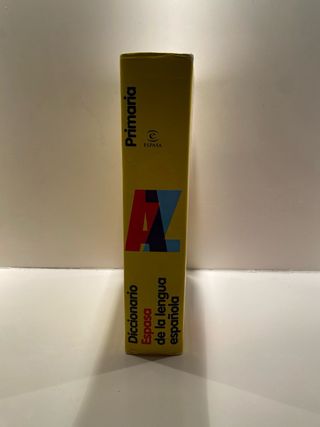 Primaria
ESPASA
AZ
Diccionario
Espasa
de la lengua
española